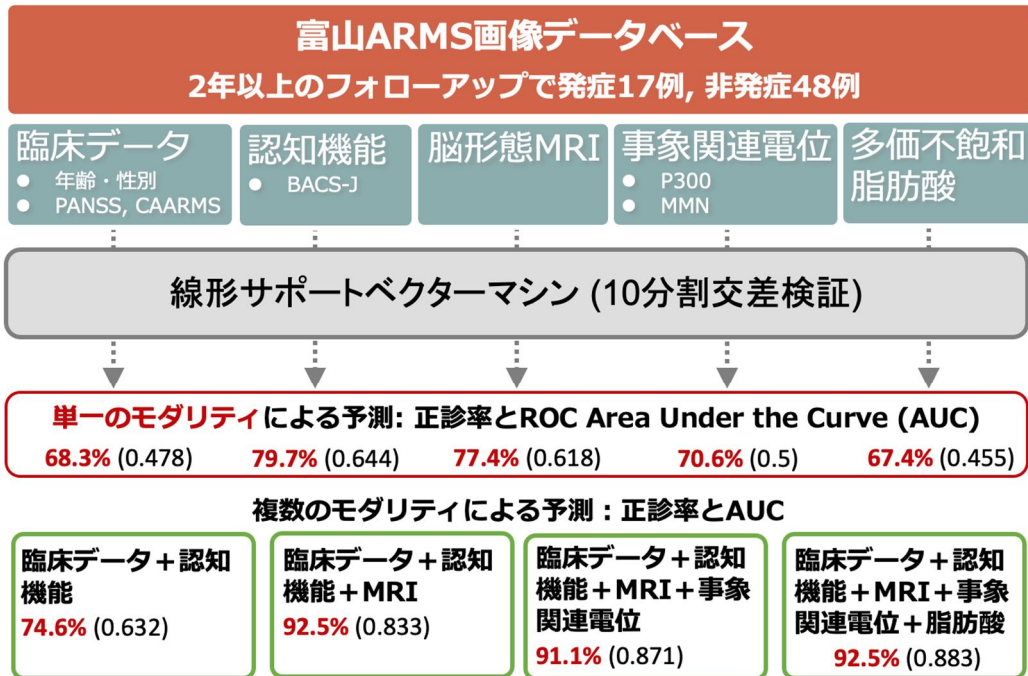 富山ARMS画像データベース
2年以上のフォローアップで発症17例, 非発症48例
臨床データ
● 年齢・性別
● PANSS, CAARMS
認知機能
● BACS-J
脳形態MRI
事象関連電位
● P300
● MMN
多価不飽和
脂肪酸
線形サポートベクターマシン (10分割交差検証)
単一のモダリティによる予測: 正診率とROC Area Under the Curve (AUC)
68.3% (0.478) 79.7% (0.644) 77.4% (0.618) 70.6% (0.5) 67.4% (0.455)
複数のモダリティによる予測：正診率とAUC
臨床データ＋認知
機能
74.6% (0.632)
臨床データ＋認知
機能＋MRI
92.5% (0.833)
臨床データ＋認知
機能＋MRI＋事象
関連電位
91.1% (0.871)
臨床データ＋認知
機能＋MRI＋事象
関連電位＋脂肪酸
92.5% (0.883)